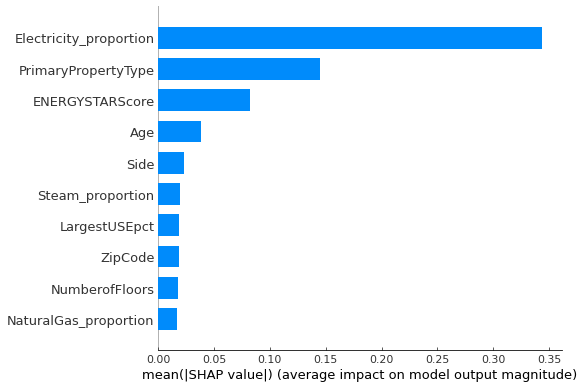 Electricity_proportion
PrimaryPropertyType
ENERGYSTARScore
Age
Side
Steam_proportion
LargestUSEpct
ZipCode
NumberofFloors
NaturalGas_proportion
0.00 0.05 0.10 0.15 0.20 0.25 0.30 0.35
mean(|SHAP value|) (average impact on model output magnitude)